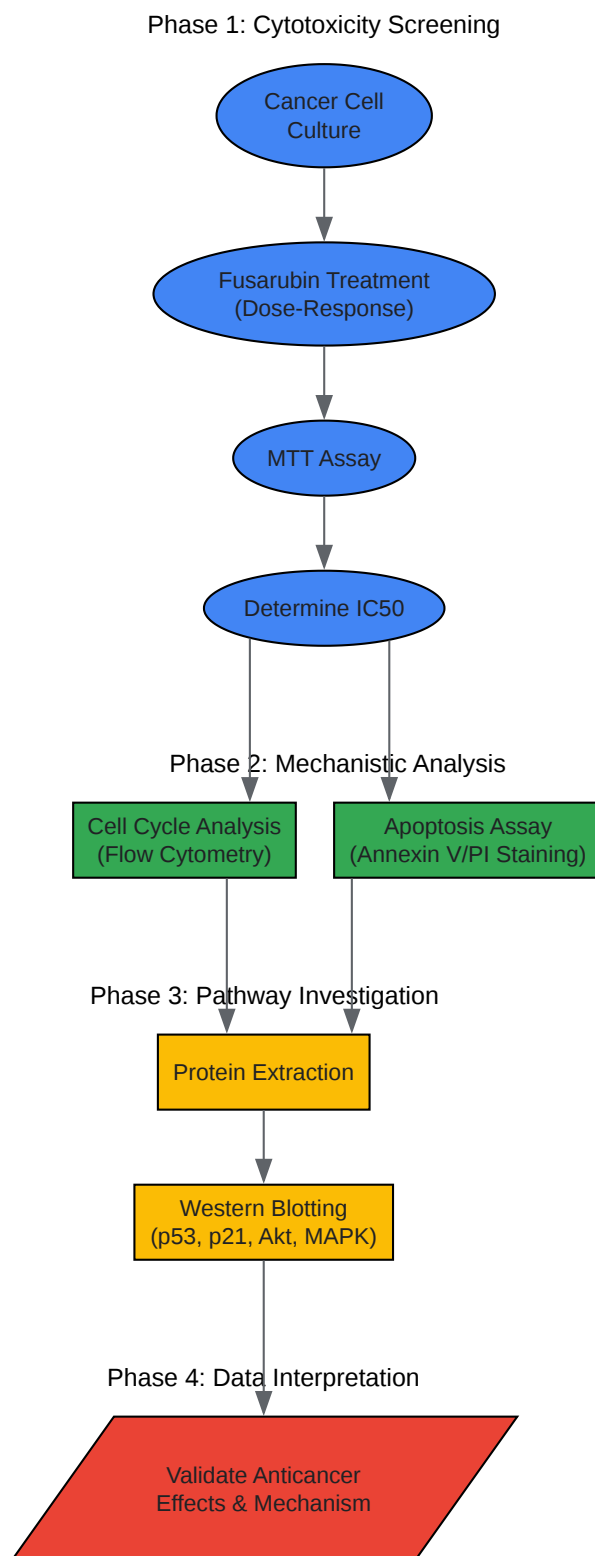 Phase 1: Cytotoxicity Screening
Cancer Cell
Culture
Fusarubin Treatment
(Dose-Response)
MTT Assay
Determine IC50
Phase 2: Mechanistic Analysis
Cell Cycle Analysis
(Flow Cytometry)
Apoptosis Assay
(Annexin V/PI Staining)
Phase 3: Pathway Investigation
Protein Extraction
Western Blotting
(p53, p21, Akt, MAPK)
Phase 4: Data Interpretation
Validate Anticancer
Effects & Mechanism